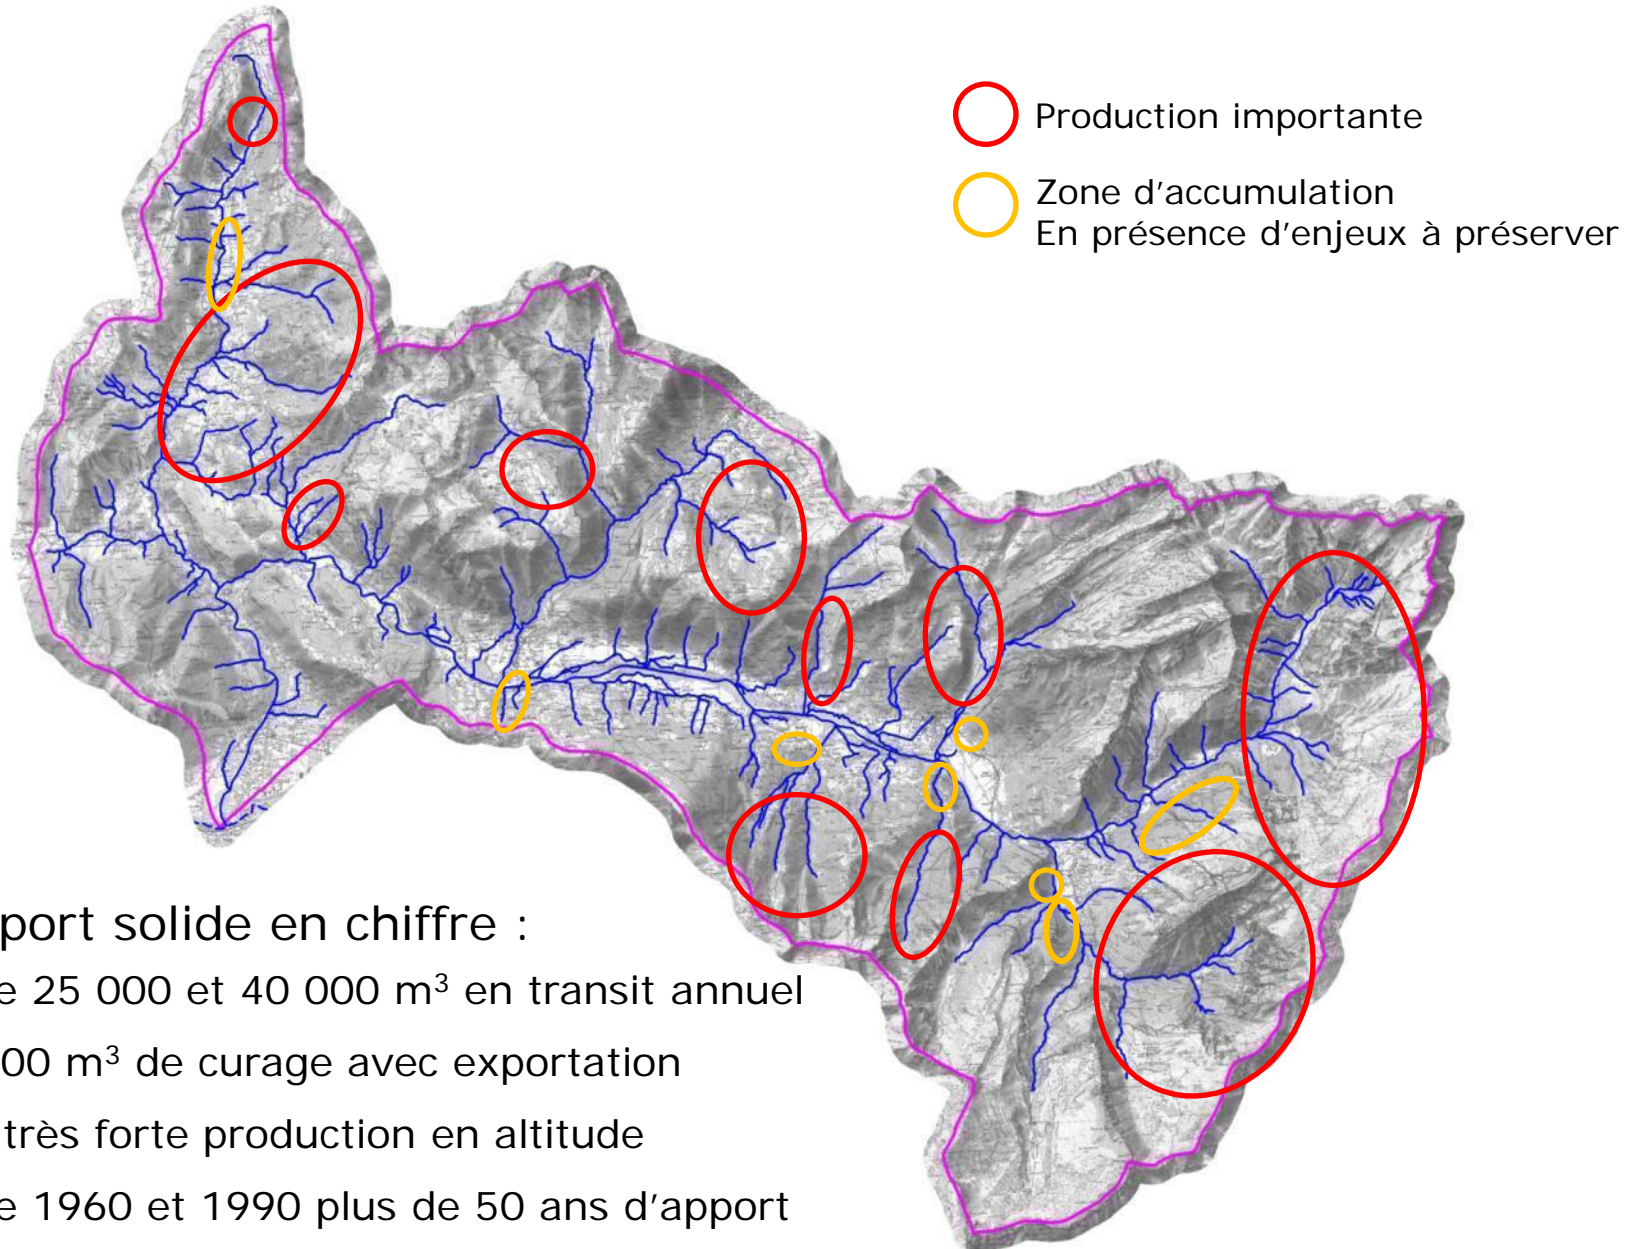 Production importante
Zone d'accumulation
En présence d'enjeux à préserver
port solide en chiffre :
e 25 000 et 40 000 m³ en transit annuel
00 m³ de curage avec exportation
très forte production en altitude
e 1960 et 1990 plus de 50 ans d'apport